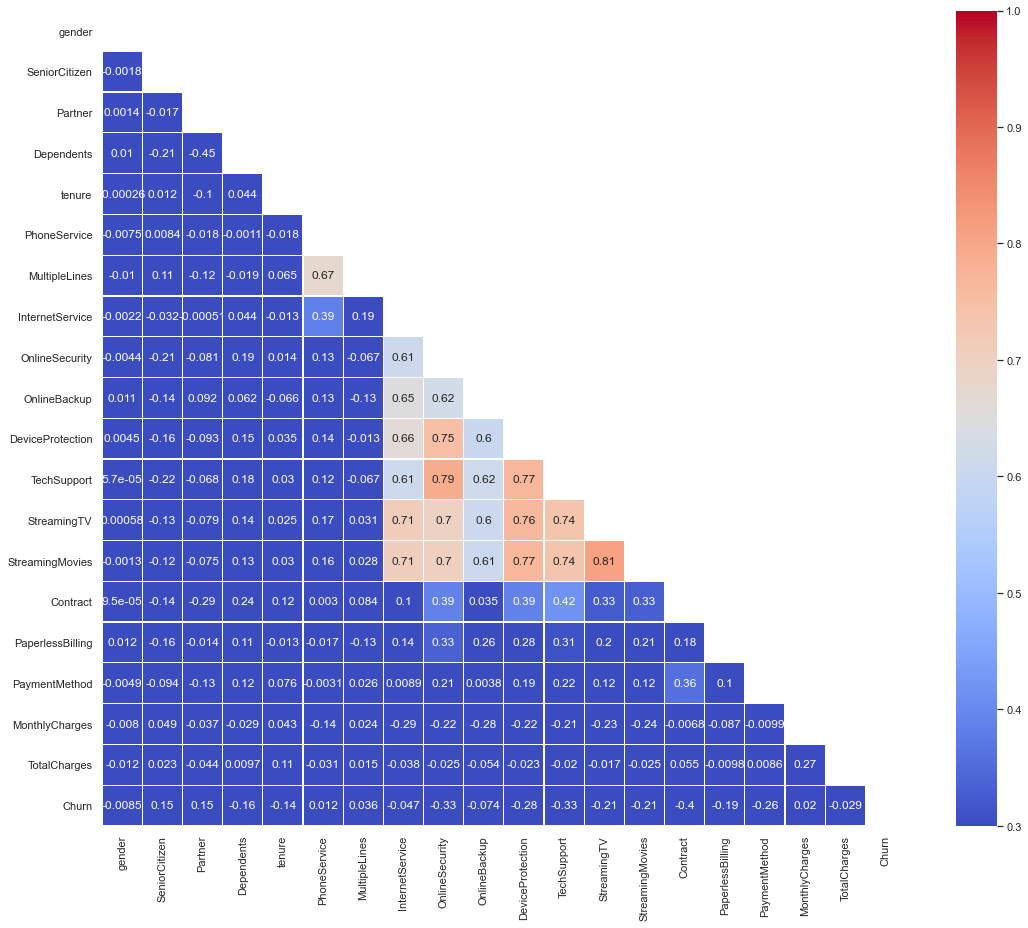 gender
SeniorCitizen -0.0018
Partner 0.0014 -0.017
Dependents 0.01 -0.21 -0.45
tenure 0.00026 0.012 -0.1 0.044
PhoneService -0.0075 0.0084 -0.018 -0.0011 -0.018
MultipleLines -0.01 0.11 -0.12 -0.019 0.065 0.67
InternetService -0.0022 -0.032 -0.00051 0.044 -0.013 0.39 0.19
OnlineSecurity -0.0044 -0.21 -0.081 0.19 0.014 0.13 -0.067 0.61
OnlineBackup 0.011 -0.14 0.092 0.062 -0.066 0.13 -0.13 0.65 0.62
DeviceProtection 0.0045 -0.16 -0.093 0.15 0.035 0.14 -0.013 0.66 0.75 0.6
TechSupport 5.7e-05 -0.22 -0.068 0.18 0.03 0.12 -0.067 0.61 0.79 0.62 0.77
StreamingTV 0.00058 -0.13 -0.079 0.14 0.025 0.17 0.031 0.71 0.7 0.6 0.76 0.74
StreamingMovies -0.0013 -0.12 -0.075 0.13 0.03 0.16 0.028 0.71 0.7 0.61 0.77 0.74 0.81
Contract 9.5e-05 -0.14 -0.29 0.24 0.12 0.003 0.084 0.1 0.39 0.035 0.39 0.42 0.33 0.33
PaperlessBilling 0.012 -0.16 -0.014 0.11 -0.013 -0.017 -0.13 0.14 0.33 0.26 0.28 0.31 0.2 0.21 0.18
PaymentMethod -0.0049 -0.094 -0.13 0.12 0.076 -0.0031 0.026 0.0089 0.21 0.0038 0.19 0.22 0.12 0.12 0.36 0.1
MonthlyCharges -0.008 0.049 -0.037 -0.029 0.043 -0.14 0.024 -0.29 -0.22 -0.28 -0.22 -0.21 -0.23 -0.24 -0.0068 -0.087 -0.0099
TotalCharges -0.012 0.023 -0.044 0.0097 0.11 -0.031 0.015 -0.038 -0.025 -0.054 -0.023 -0.02 -0.017 -0.025 0.055 -0.0098 0.0086 0.27
Churn -0.0085 0.15 0.15 -0.16 -0.14 0.012 0.036 -0.047 -0.33 -0.074 -0.28 -0.33 -0.21 -0.21 -0.4 -0.19 -0.26 0.02 -0.029
gender
SeniorCitizen
Partner
Dependents
tenure
PhoneService
MultipleLines
InternetService
OnlineSecurity
OnlineBackup
DeviceProtection
TechSupport
StreamingTV
StreamingMovies
Contract
PaperlessBilling
PaymentMethod
MonthlyCharges
TotalCharges
Churn
1.0
0.9
0.8
0.7
0.6
0.5
0.4
0.3